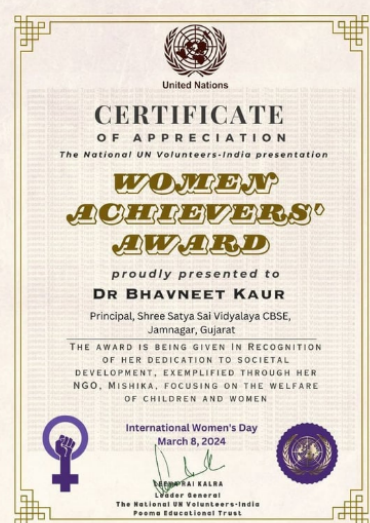 United Nations
CERTIFICATE
OF APPRECIATION
The National UN Volunteers-India presentation
WOMEN
ACHIEVERS'
AWARD
proudly presented to
DR BHAVNEET KAUR
Principal, Shree Satya Sai Vidyalaya CBSE,
Jamnagar, Gujarat
THE AWARD IS BEING GIVEN IN RECOGNITION
OF HER DEDICATION TO SOCIETAL
DEVELOPMENT, EXEMPLIFIED THROUGH HER
NGO, MISHIKA, FOCUSING ON THE WELFARE
OF CHILDREN AND WOMEN
International Women's Day
March 8, 2024
RAI KALRA
Leader General
The National UN Volunteers-India
Pooma Educational Trust